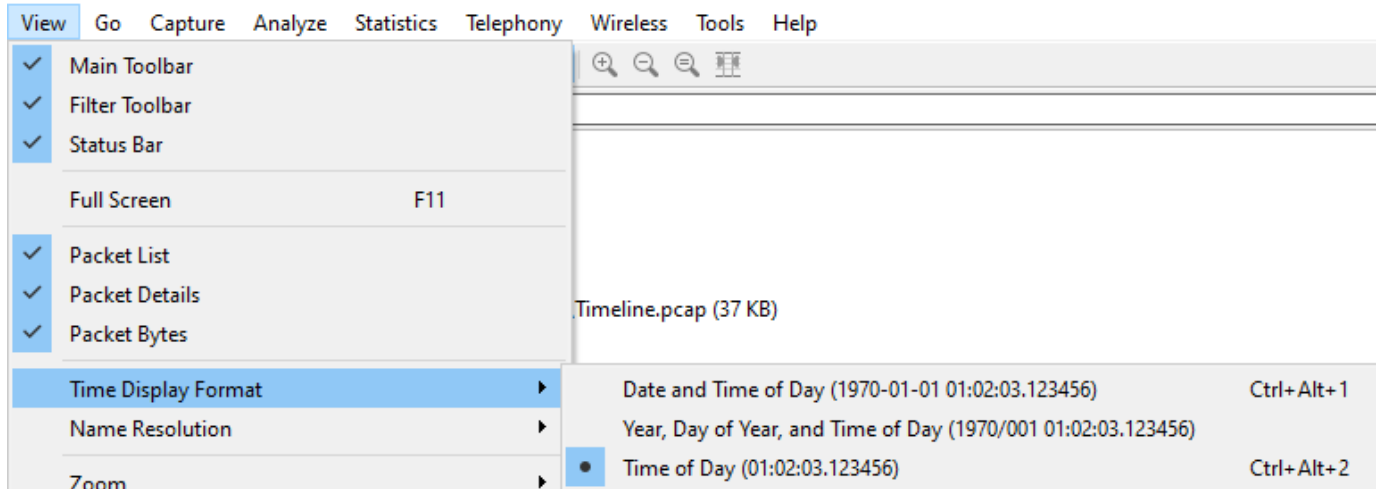 View Go Capture Analyze Statistics Telephony Wireless Tools Help
Main Toolbar
Filter Toolbar
Status Bar
Full Screen F11
Packet List
Packet Details
Timeline.pcap (37 KB)
Packet Bytes
Time Display Format
Date and Time of Day (1970-01-01 01:02:03.123456) Ctrl+Alt+1
Name Resolution
Year, Day of Year, and Time of Day (1970/001 01:02:03.123456)
Time of Day (01:02:03.123456) Ctrl+Alt+2
Zoom